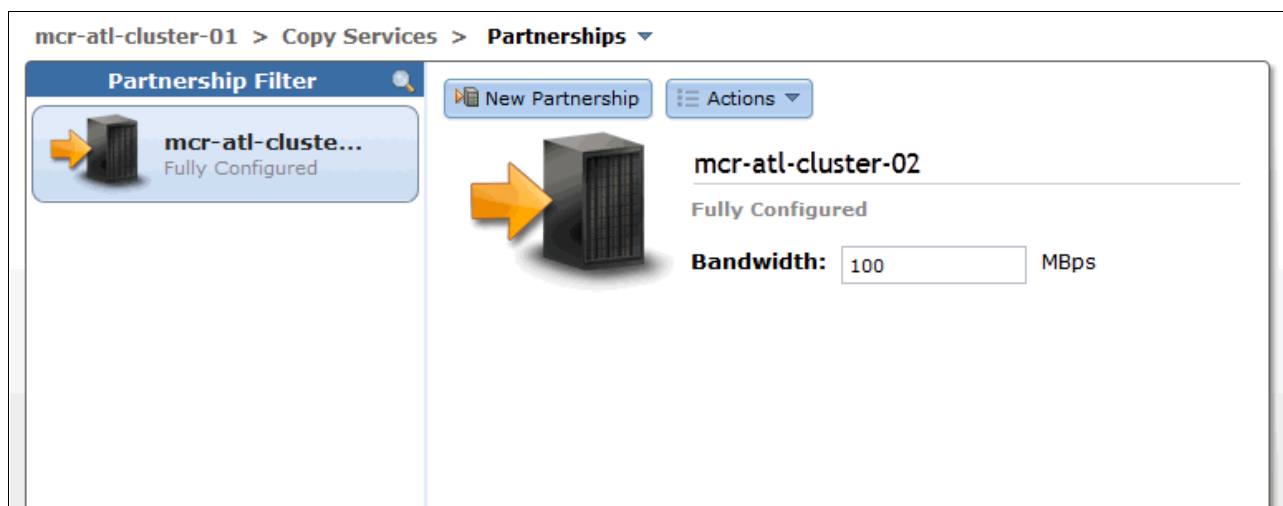 mcr-atl-cluster-01 > Copy Services > Partnerships
Partnership Filter
mcr-atl-cluste...
Fully Configured
New Partnership
Actions
mcr-atl-cluster-02
Fully Configured
Bandwidth: 100 MBps